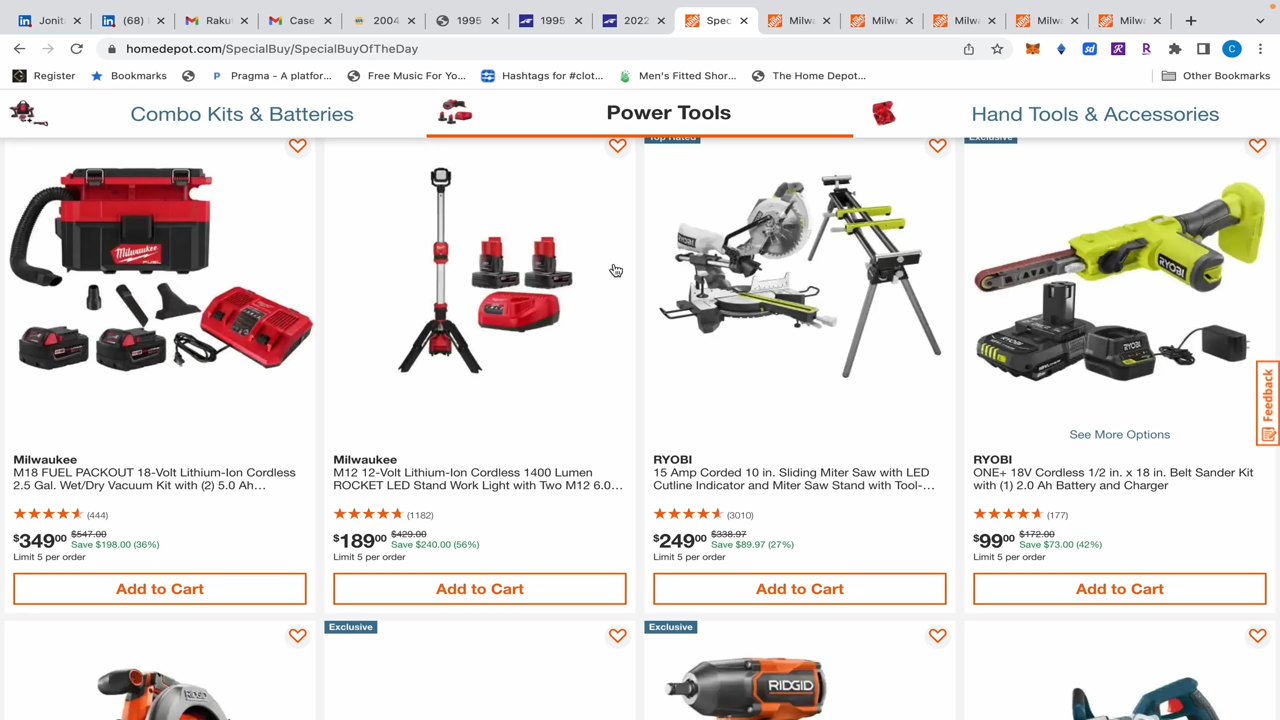 Jonit
(68)
Rakut
Case
2004
1995
1995
2022
Spec
Milwa
Milw
Milw
Milw
Milw
homedepot.com/SpecialBuy/SpecialBuyOfTheDay
C
Register
Bookmarks
Pragma - A platfor...
Free Music For Yo...
Hashtags for #clot...
Men's Fitted Shor...
The Home Depot...
Other Bookmarks
Combo Kits & Batteries
Power Tools
Hand Tools & Accessories
Top Rated
Exclusive
Milwaukee
FUEL
RYOBI
RYOBI
RYOBI
Feedback
See More Options
Milwaukee
M18 FUEL PACKOUT 18-Volt Lithium-Ion Cordless
2.5 Gal. Wet/Dry Vacuum Kit with (2) 5.0 Ah...
(444)
$34900 $547.00
Save $198.00 (36%)
Limit 5 per order
Add to Cart
Milwaukee
M12 12-Volt Lithium-Ion Cordless 1400 Lumen
ROCKET LED Stand Work Light with Two M12 6.0...
(1182)
$18900 $429.00
Save $240.00 (56%)
Limit 5 per order
Add to Cart
RYOBI
15 Amp Corded 10 in. Sliding Miter Saw with LED
Cutline Indicator and Miter Saw Stand with Tool-...
(3010)
$24900 $338.97
Save $89.97 (27%)
Limit 5 per order
Add to Cart
RYOBI
ONE+ 18V Cordless 1/2 in. x 18 in. Belt Sander Kit
with (1) 2.0 Ah Battery and Charger
(177)
$9900 $172.00
Save $73.00 (42%)
Limit 5 per order
Add to Cart
Exclusive
Exclusive
RIDGID